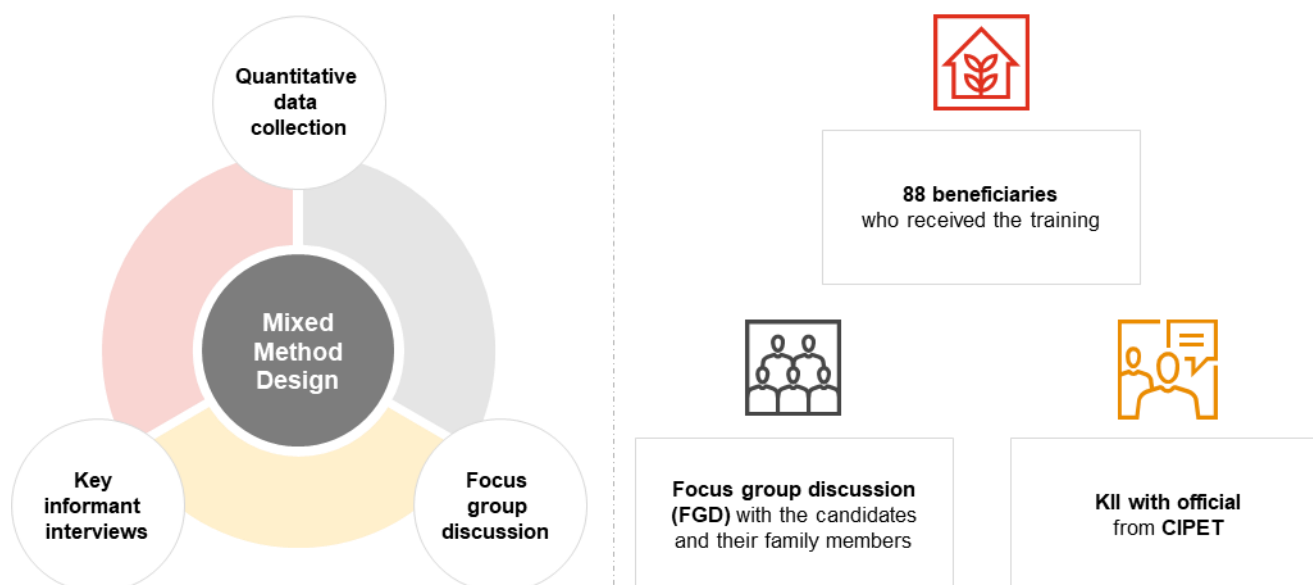 Quantitative
data
collection
Mixed
Method
Design
Key
informant
interviews
Focus
group
discussion
88 beneficiaries
who received the training
Focus group discussion
(FGD) with the candidates
and their family members
KII with official
from CIPET